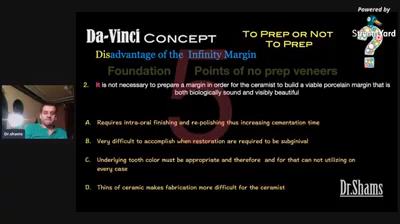 Powered by
StreamYard
Da-Vinci CONCEPT
TO PREP OR NOT
TO PREP
?
Disadvantage of the Infinity Margin
Foundation Points of no prep veneers
5
2. It is not necessary to prepare a margin in order for the ceramist to build a viable porcelain margin that is
both biologically sound and visibly beautiful
A. Requires intra-oral finishing and re-polishing thus increasing cementation time
B. Very difficult to accomplish when restoration are required to be subginival
C. Underlying tooth color must be appropriate and therefore and for that can not utilizing on
every case
D. Thins of ceramic makes fabrication more difficult for the ceramist
Dr.Shams
Dr.Shams